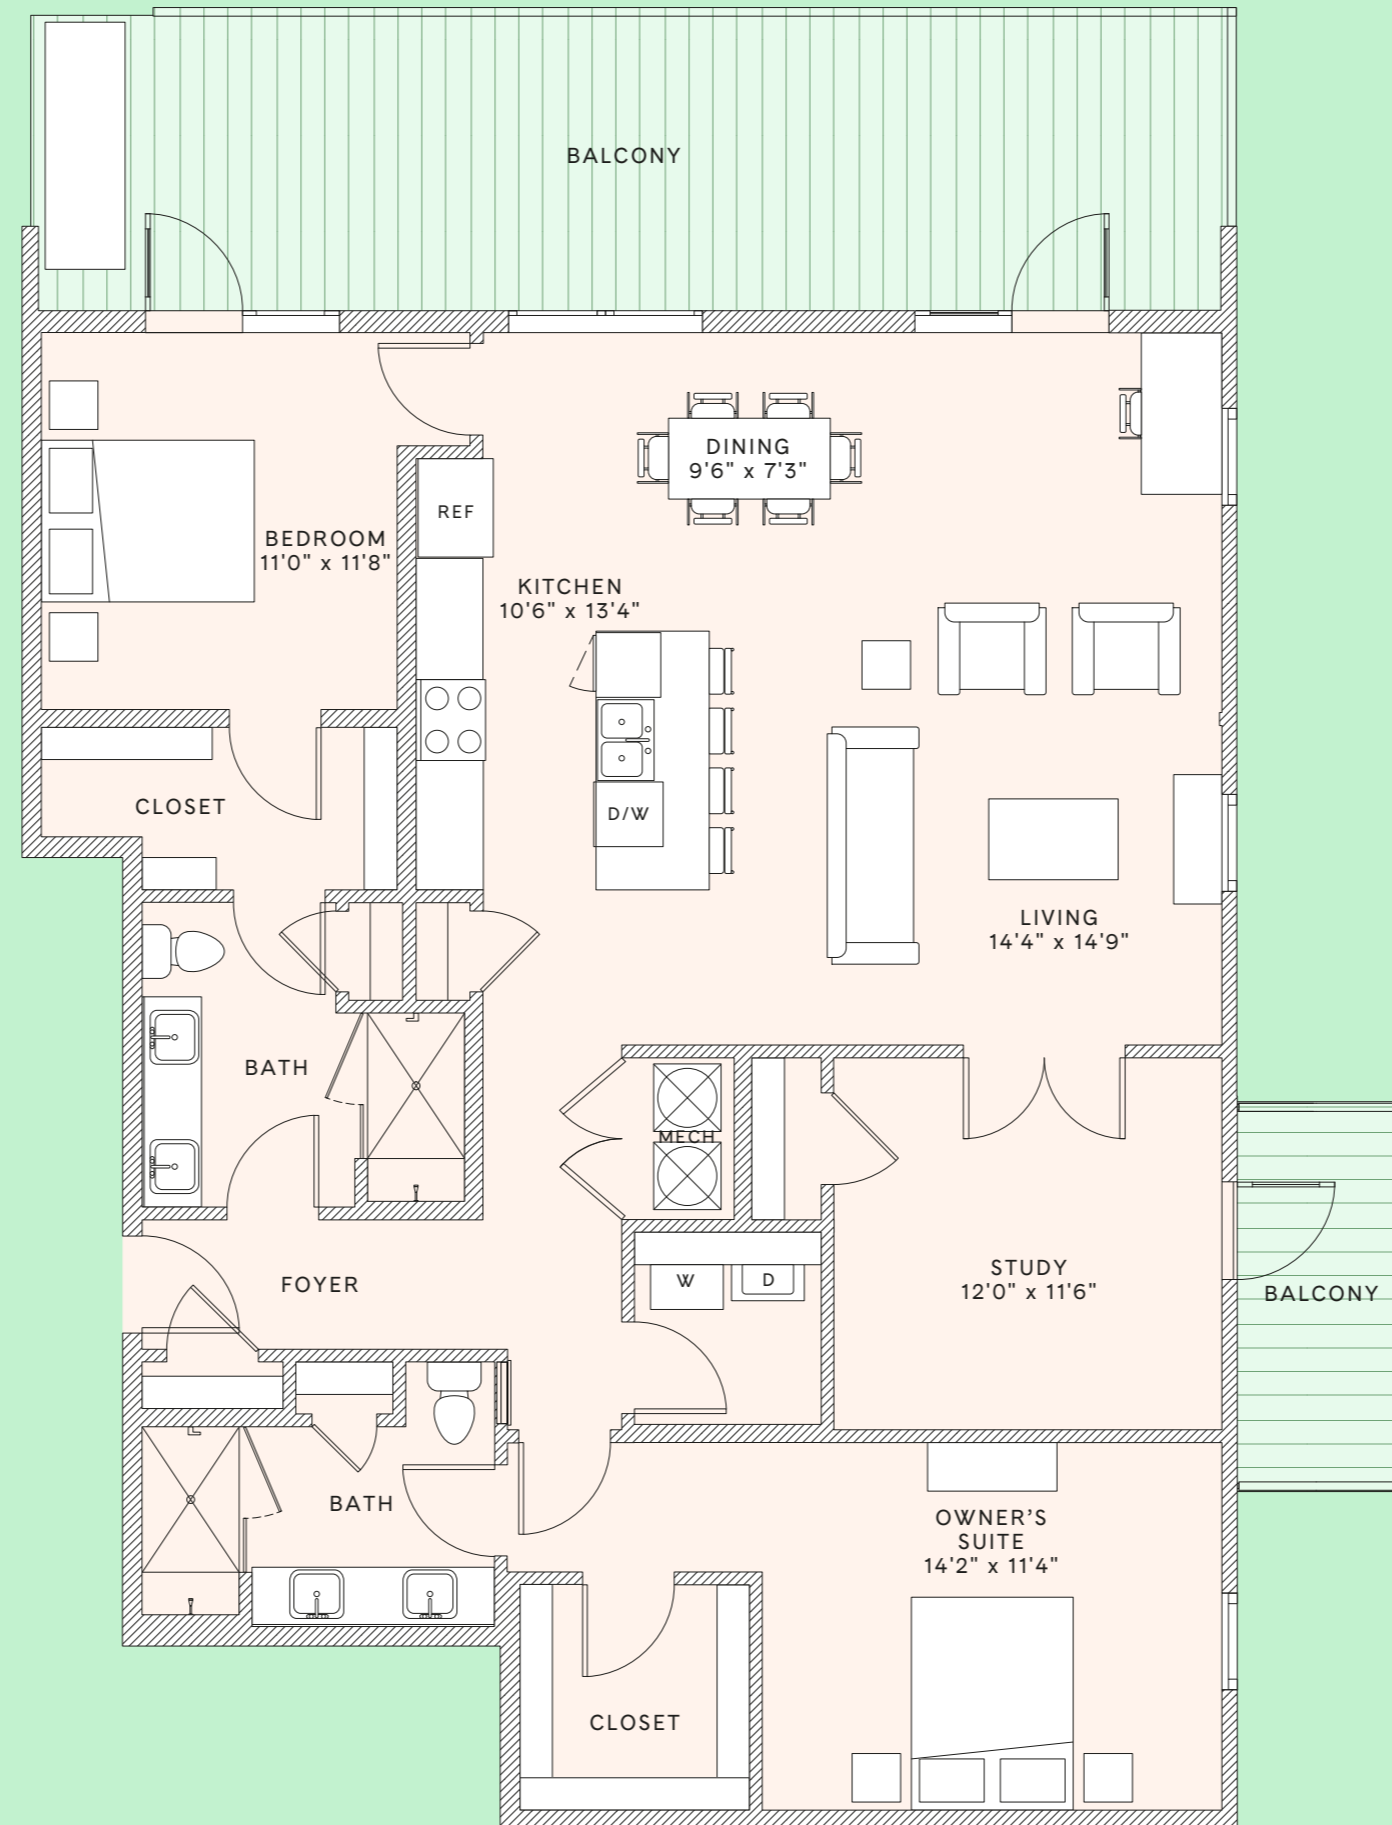 BALCONY
DINING
9'6" x 7'3"
REF
BEDROOM
11'0" x 11'8"
KITCHEN
10'6" x 13'4"
CLOSET
D/W
LIVING
14'4" x 14'9"
BATH
MECH
STUDY
12'0" x 11'6"
W
D
FOYER
BALCONY
BATH
OWNER’S
SUITE
14'2" x 11'4"
CLOSET